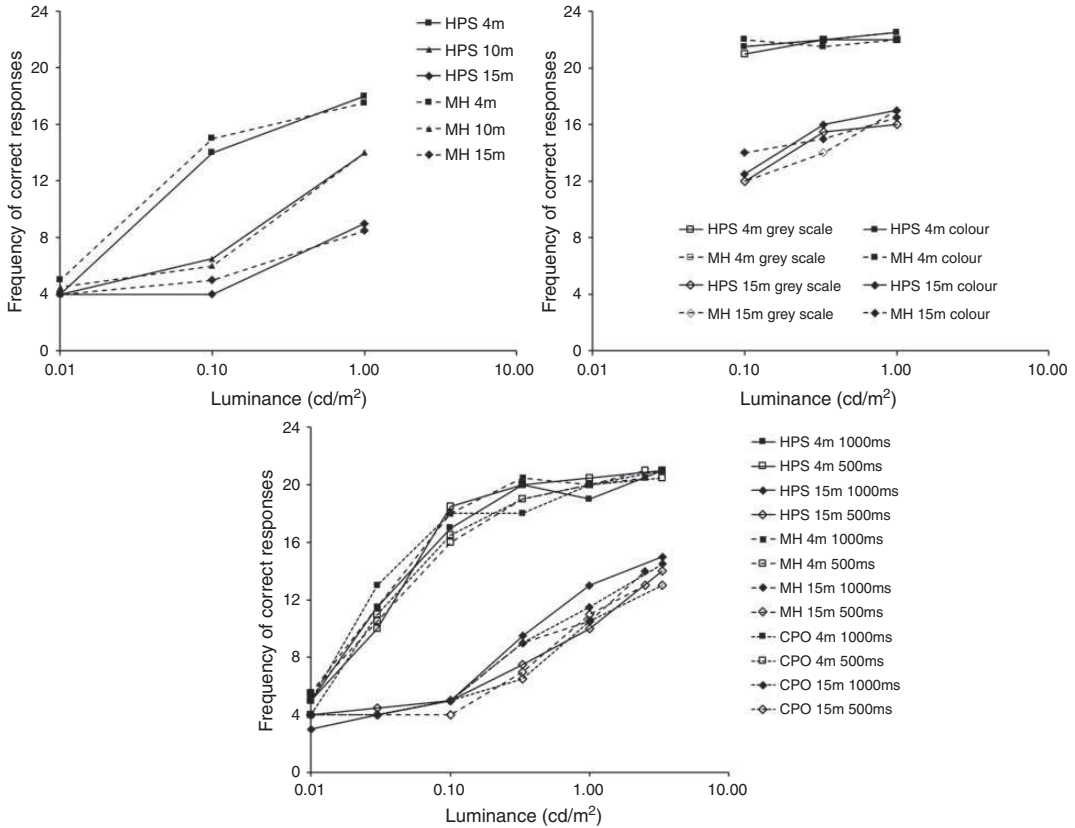 Frequency of correct responses
24
20
16
12
8
4
0
0.01 0.10 1.00 10.00
Luminance (cd/m²)
HPS 4m
HPS 10m
HPS 15m
MH 4m
MH 10m
MH 15m
Frequency of correct responses
24
20
16
12
8
4
0
0.01 0.10 1.00 10.00
Luminance (cd/m²)
HPS 4m grey scale HPS 4m colour
MH 4m grey scale MH 4m colour
HPS 15m grey scale HPS 15m colour
MH 15m grey scale MH 15m colour
Frequency of correct responses
24
20
16
12
8
4
0
0.01 0.10 1.00 10.00
Luminance (cd/m²)
HPS 4m 1000ms
HPS 4m 500ms
HPS 15m 1000ms
HPS 15m 500ms
MH 4m 1000ms
MH 4m 500ms
MH 15m 1000ms
MH 15m 500ms
CPO 4m 1000ms
CPO 4m 500ms
CPO 15m 1000ms
CPO 15m 500ms